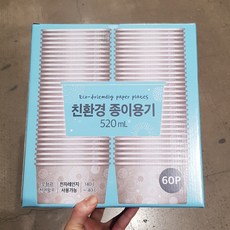 Eco-friendly paper plates
친환경 종이용기
520mL
전자레인지
사용가능
60P